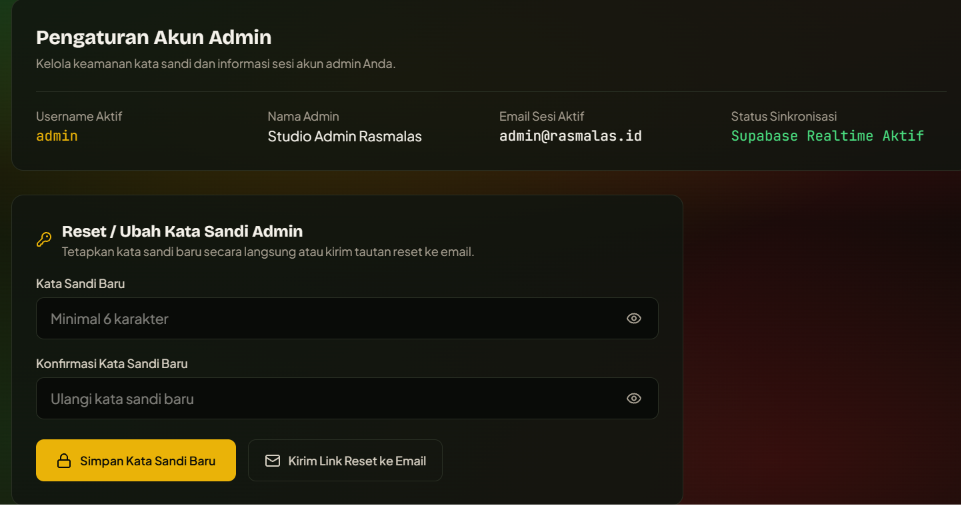 Pengaturan Akun Admin
Kelola keamanan kata sandi dan informasi sesi akun admin Anda.
Username Aktif
admin
Nama Admin
Studio Admin Rasmalas
Email Sesi Aktif
admin@rasmalas.id
Status Sinkronisasi
Supabase Realtime Aktif
Reset / Ubah Kata Sandi Admin
Tetapkan kata sandi baru secara langsung atau kirim tautan reset ke email.
Kata Sandi Baru
Minimal 6 karakter
Konfirmasi Kata Sandi Baru
Ulangi kata sandi baru
Simpan Kata Sandi Baru
Kirim Link Reset ke Email